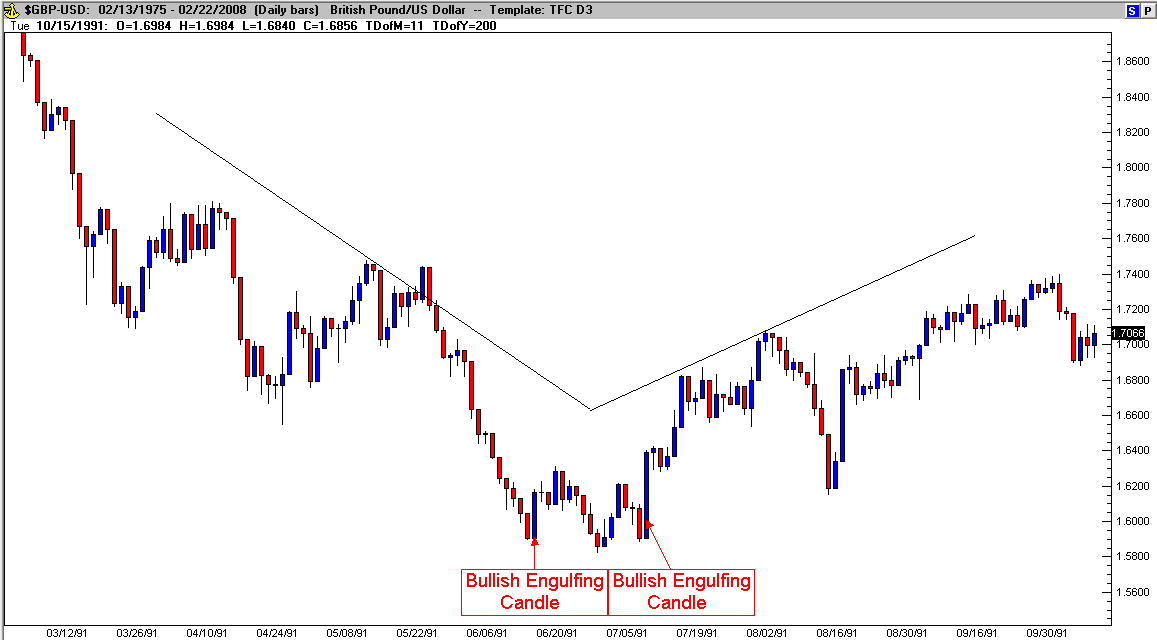 $GBP-USD: 02/13/1975 - 02/22/2008 (Daily bars) British Pound/US Dollar -- Template: TFC D3
S P
Tue 10/15/1991: O=1.6984 H=1.6984 L=1.6840 C=1.6856 TDofM=11 TDofY=200
1.8600
1.8400
1.8200
1.8000
1.7800
1.7600
1.7400
1.7200
1.7066
1.7000
1.6800
1.6600
1.6400
1.6200
1.6000
1.5800
1.5600
Bullish Engulfing
Candle
Bullish Engulfing
Candle
03/12/91 03/26/91 04/10/91 04/24/91 05/08/91 05/22/91 06/06/91 06/20/91 07/05/91 07/19/91 08/02/91 08/16/91 08/30/91 09/16/91 09/30/91